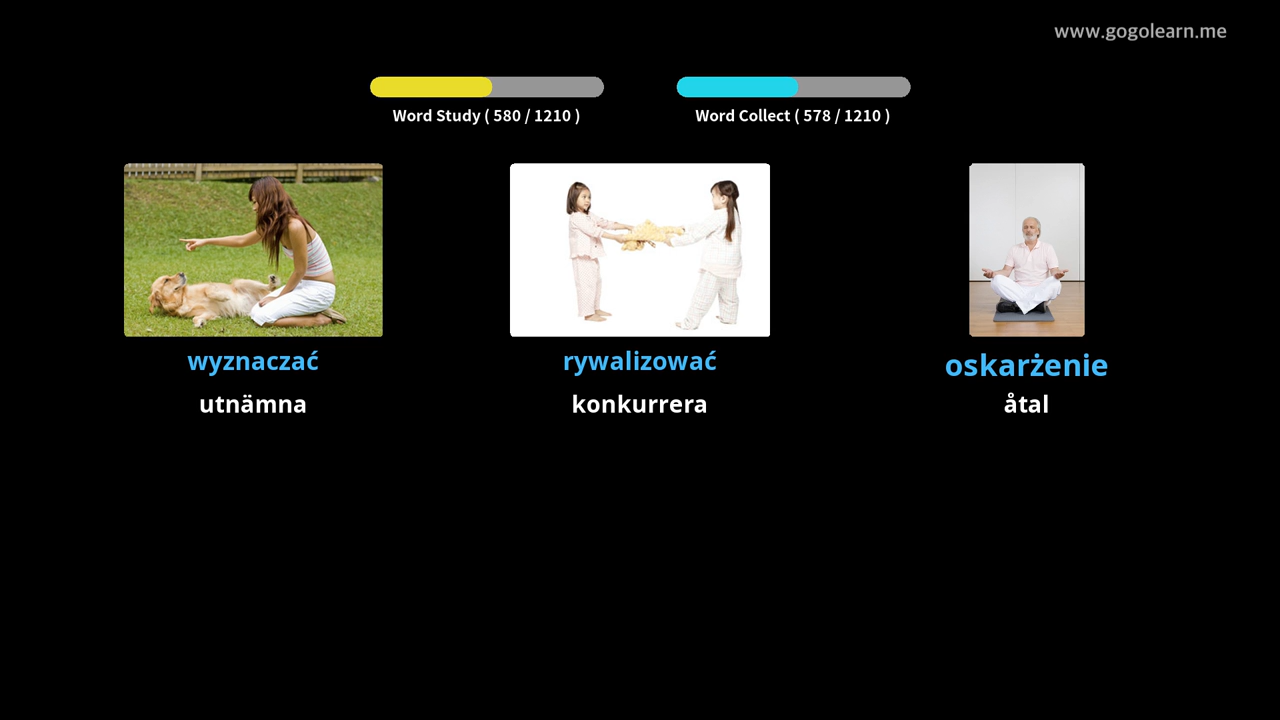 www.gogolearn.me
Word Study ( 580 / 1210 )
Word Collect ( 578 / 1210 )
wyznaczać
utnämna
rywalizować
konkurrera
oskarżenie
åtal